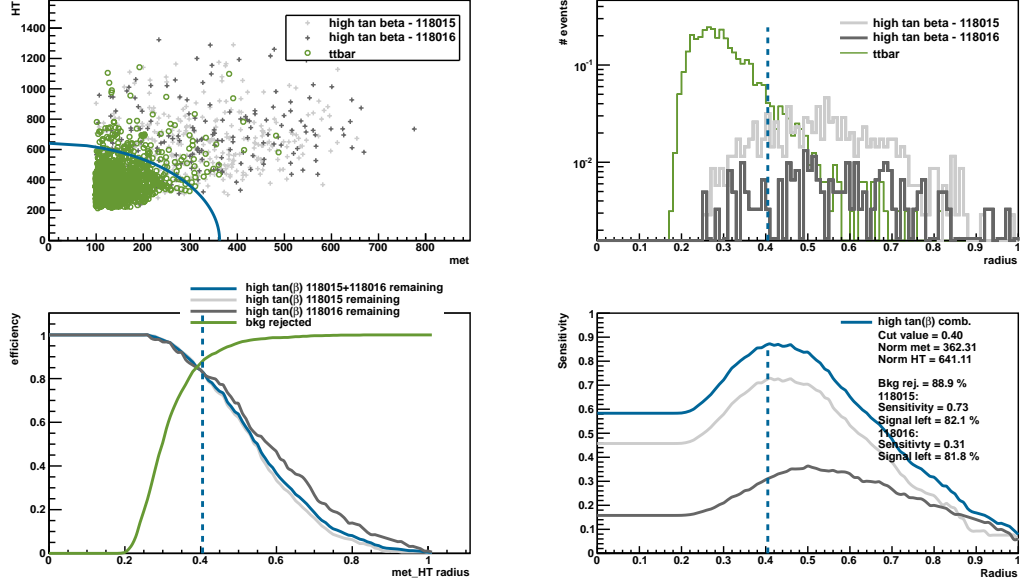 HT
1400
1200
1000
800
600
400
200
0
0 100 200 300 400 500 600 700 800
met
high tan beta - 118015
high tan beta - 118016
ttbar
# events
10-1
10-2
0 0.1 0.2 0.3 0.4 0.5 0.6 0.7 0.8 0.9 1
radius
high tan beta - 118015
high tan beta - 118016
ttbar
high tan(β) 118015+118016 remaining
high tan(β) 118015 remaining
high tan(β) 118016 remaining
bkg rejected
efficiency
1
0.8
0.6
0.4
0.2
0
0 0.2 0.4 0.6 0.8 1
met_HT radius
Sensitivity
1
0.9
0.8
0.7
0.6
0.5
0.4
0.3
0.2
0.1
0
0 0.1 0.2 0.3 0.4 0.5 0.6 0.7 0.8 0.9 1
Radius
high tan(β) comb.
Cut value = 0.40
Norm met = 362.31
Norm HT = 641.11
Bkg rej. = 88.9 %
118015:
Sensitivity = 0.73
Signal left = 82.1 %
118016:
Sensitivty = 0.31
Signal left = 81.8 %